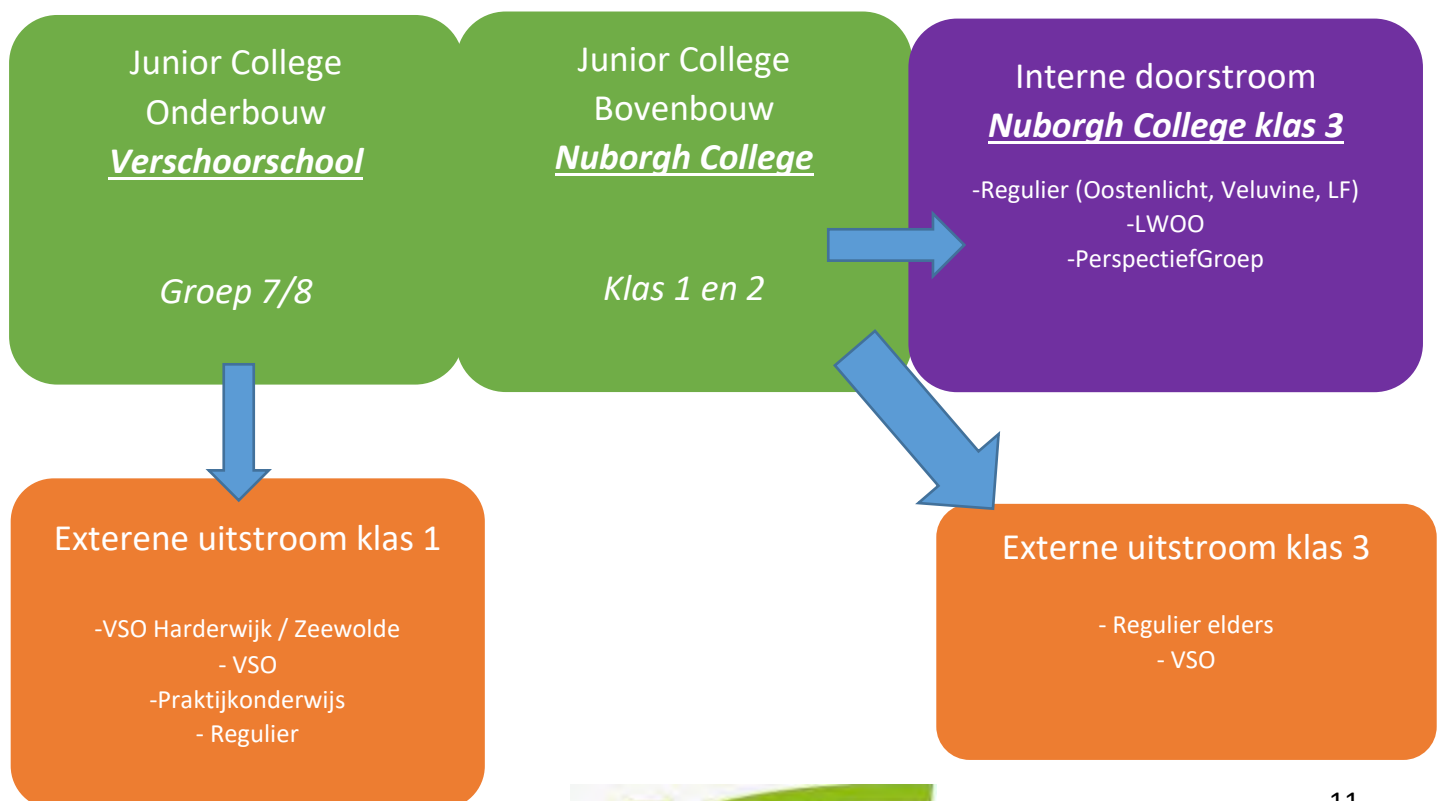 Junior College
Onderbouw
Verschoorschool
Groep 7/8
Junior College
Bovenbouw
Nuborgh College
Klas 1 en 2
Interne doorstroom
Nuborgh College klas 3
-Regulier (Oostenlicht, Veluvine, LF)
-LWOO
-PerspectiefGroep
Exterene uitstroom klas 1
-VSO Harderwijk / Zeewolde
- VSO
-Praktijkonderwijs
- Regulier
Externe uitstroom klas 3
- Regulier elders
- VSO
11